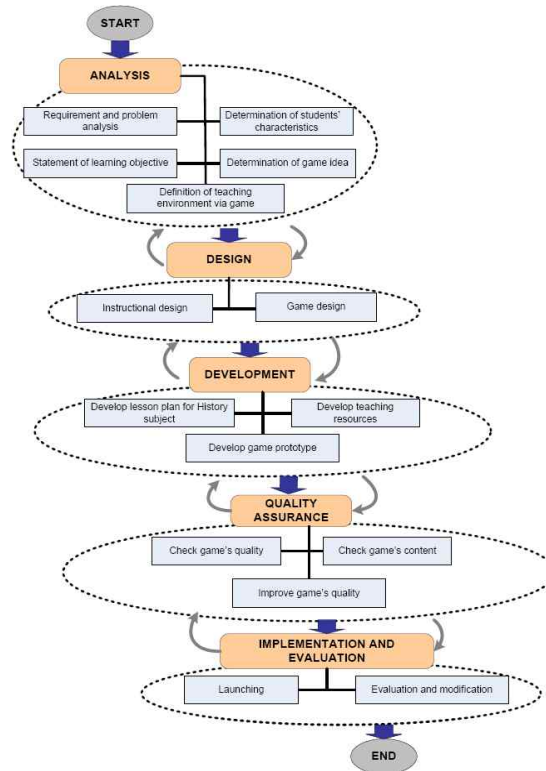 START
ANALYSIS
Requirement and problem
analysis
Determination of students'
characteristics
Statement of learning objective
Determination of game idea
Definition of teaching
environment via game
DESIGN
Instructional design
Game design
DEVELOPMENT
Develop lesson plan for History
subject
Develop teaching
resources
Develop game prototype
QUALITY
ASSURANCE
Check game's quality
Check game's content
Improve game's quality
IMPLEMENTATION AND
EVALUATION
Launching
Evaluation and modification
END